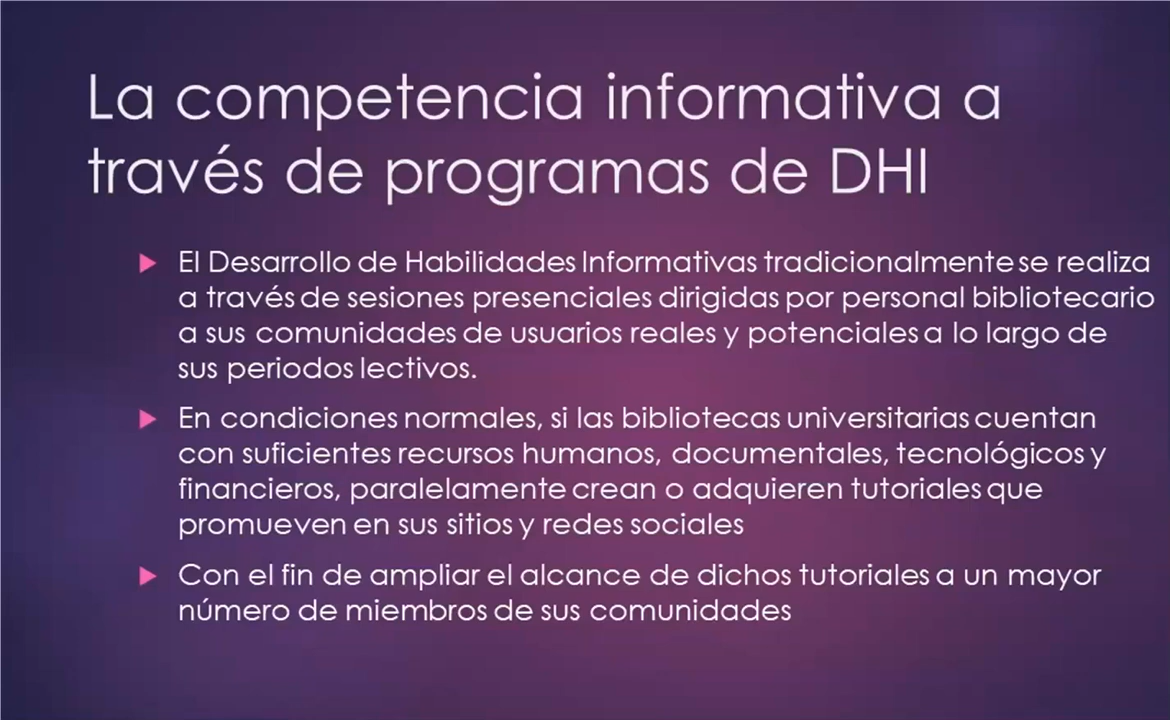 La competencia informativa a
través de programas de DHI
El Desarrollo de Habilidades Informativas tradicionalmente se realiza
a través de sesiones presenciales dirigidas por personal bibliotecario
a sus comunidades de usuarios reales y potenciales a lo largo de
sus periodos lectivos.
En condiciones normales, si las bibliotecas universitarias cuentan
con suficientes recursos humanos, documentales, tecnológicos y
financieros, paralelamente crean o adquieren tutoriales que
promueven en sus sitios y redes sociales
Con el fin de ampliar el alcance de dichos tutoriales a un mayor
número de miembros de sus comunidades